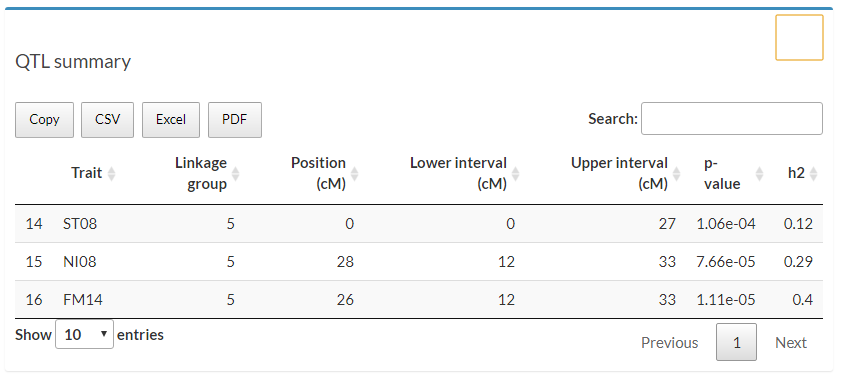 QTL summary
Copy CSV Excel PDF Search:
Trait Linkage group Position (cM) Lower interval (cM) Upper interval (cM) p-value h2
14 ST08 5 0 0 27 1.06e-04 0.12
15 NI08 5 28 12 33 7.66e-05 0.29
16 FM14 5 26 12 33 1.11e-05 0.4
Show 10 entries
Previous 1 Next